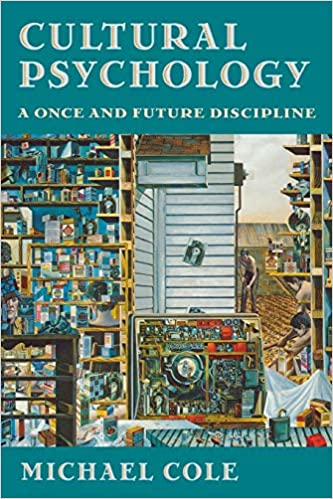 CULTURAL
PSYCHOLOGY
A ONCE AND FUTURE DISCIPLINE
MICHAEL COLE